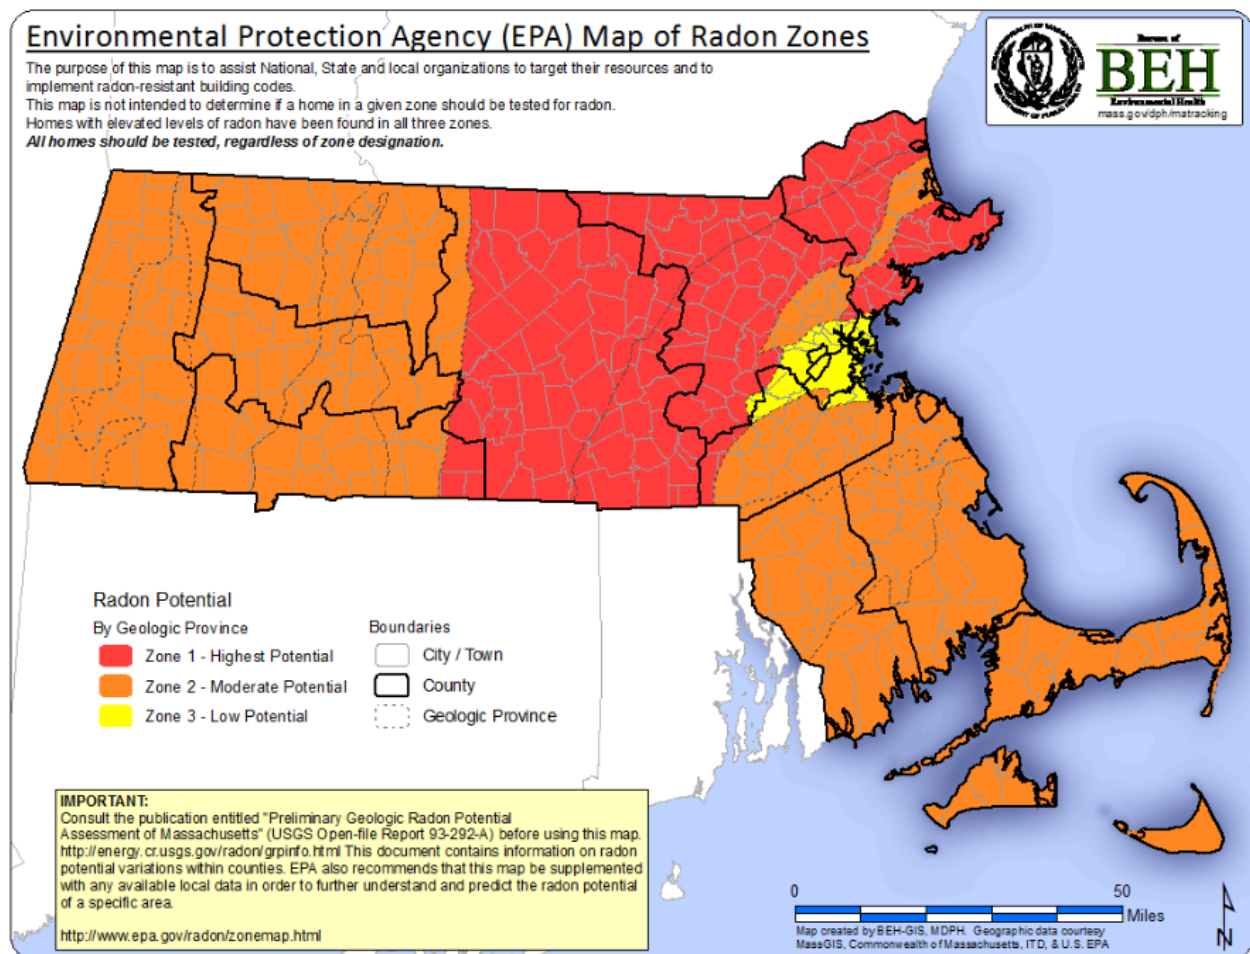 Environmental Protection Agency (EPA) Map of Radon Zones
The purpose of this map is to assist National, State and local organizations to target their resources and to
implement radon-resistant building codes.
This map is not intended to determine if a home in a given zone should be tested for radon.
Homes with elevated levels of radon have been found in all three zones.
All homes should be tested, regardless of zone designation.
Bureau of
BEH
Environmental Health
mass.gov/dph/matracking
Radon Potential
By Geologic Province
Zone 1 - Highest Potential
Zone 2 - Moderate Potential
Zone 3 - Low Potential
Boundaries
City / Town
County
Geologic Province
IMPORTANT:
Consult the publication entitled "Preliminary Geologic Radon Potential
Assessment of Massachusetts" (USGS Open-file Report 93-292-A) before using this map.
http://energy.cr.usgs.gov/radon/grpinfo.html This document contains information on radon
potential variations within counties. EPA also recommends that this map be supplemented
with any available local data in order to further understand and predict the radon potential
of a specific area.
http://www.epa.gov/radon/zonemap.html
0 50
Miles
Map created by BEH-GIS, MDPH. Geographic data courtesy
MassGIS, Commonwealth of Massachusetts, ITD, & U.S. EPA
N